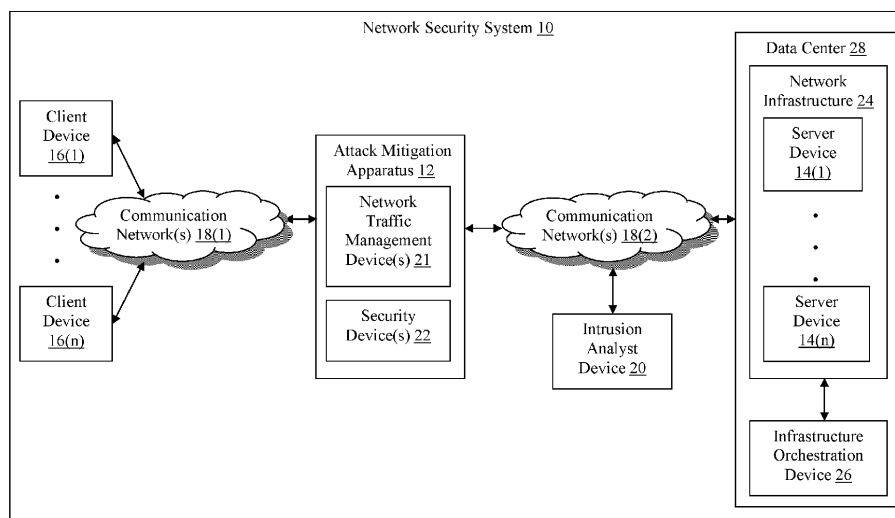 Network Security System 10
Client
Device
16(1)
Client
Device
16(n)
Communication
Network(s) 18(1)
Attack Mitigation
Apparatus 12
Network
Traffic
Management
Device(s) 21
Security
Device(s) 22
Communication
Network(s) 18(2)
Intrusion
Analyst
Device 20
Data Center 28
Network
Infrastructure 24
Server
Device
14(1)
Server
Device
14(n)
Infrastructure
Orchestration
Device 26